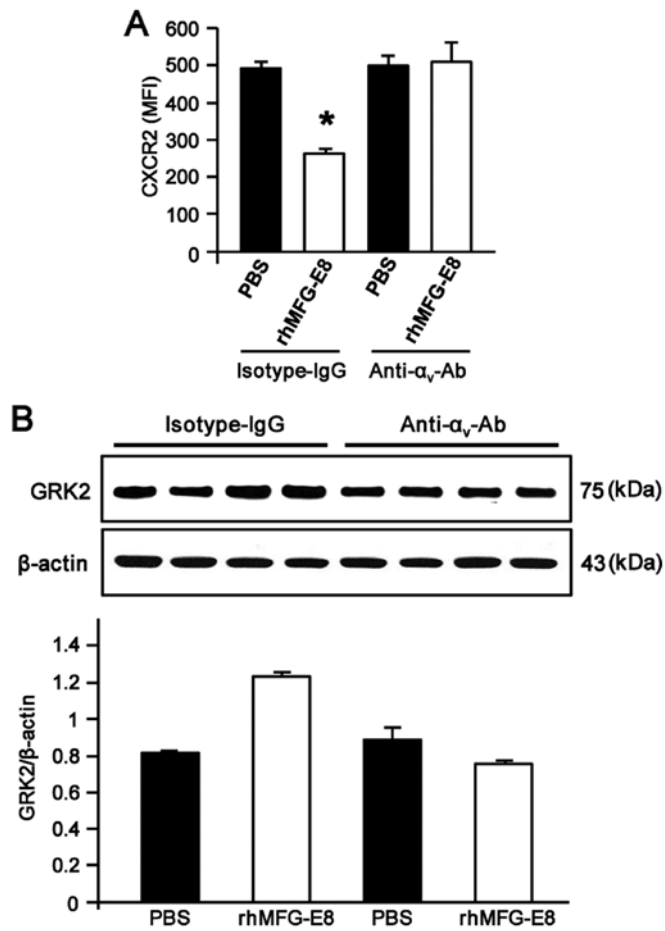 A
CXCR2 (MFI)
600
500
400
300
200
100
0
*
PBS
rhMFG-E8
PBS
rhMFG-E8
Isotype-IgG Anti-αv-Ab
B
Isotype-IgG Anti-αv-Ab
GRK2 75 (kDa)
β-actin 43 (kDa)
GRK2/β-actin
1.4
1.2
1
0.8
0.6
0.4
0.2
0
PBS rhMFG-E8 PBS rhMFG-E8